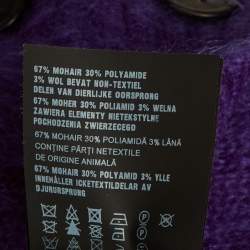 67% MOHAIR 30% POLYAMIDE
3% WOL BEVAT NON-TEXTIEL
DELEN VAN DIERLIJKE OORSPRONG
67% MOHER 30% POLIAMID 3% WEŁNA
ZAWIERA ELEMENTY NIETEKSTYLNE
POCHODZENIA ZWIERZĘCEGO
67% MOHAIR 30% POLIAMIDĂ 3% LÂNĂ
CONȚINE PĂRȚI NETEXTILE
DE ORIGINE ANIMALĂ
67% MOHAIR 30% POLYAMID 3% YLLE
INNEHÅLLER ICKETEXTILDELAR AV
DJURURSPRUNG